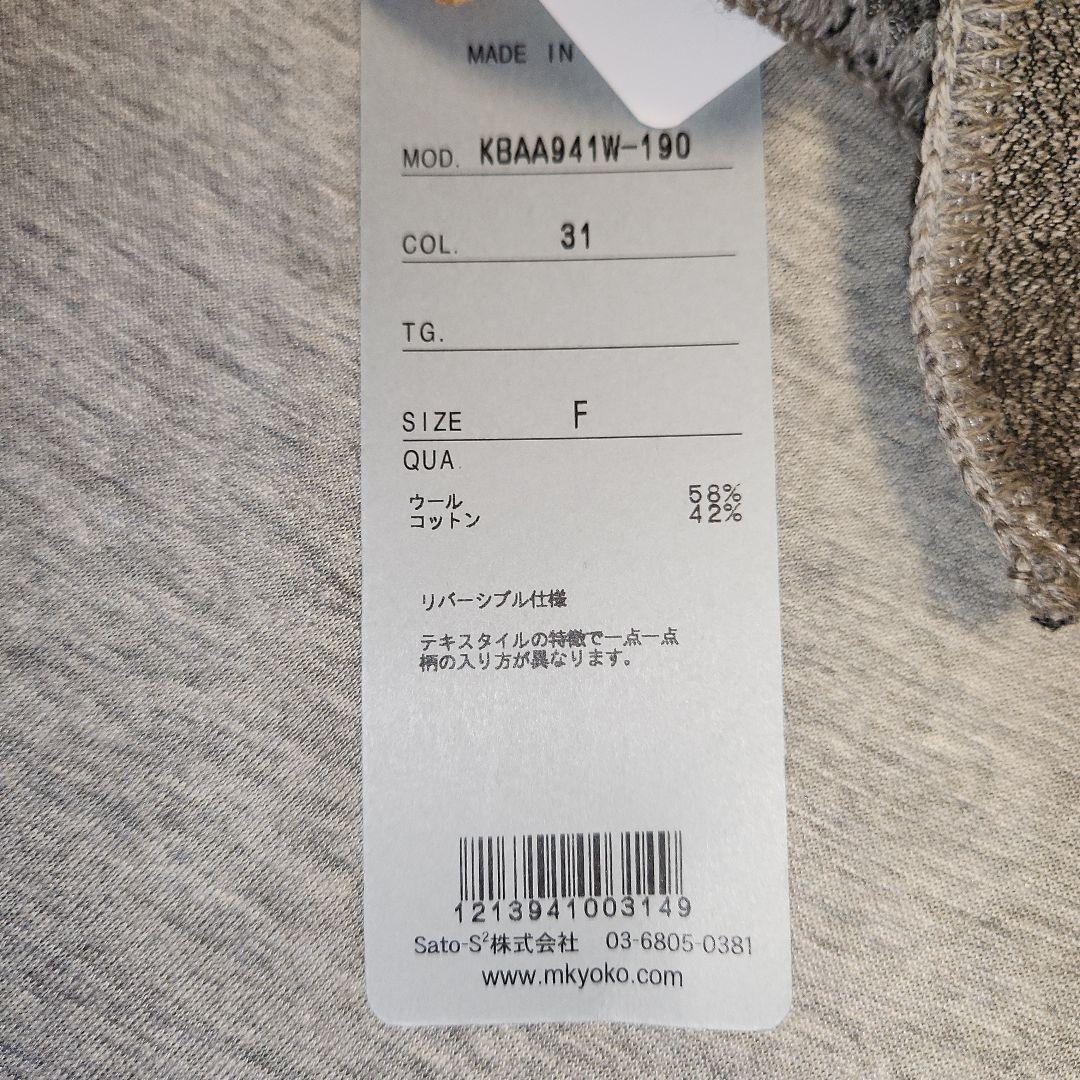 MADE IN
MOD. KBAA941W-190
COL. 31
TG.
SIZE F
QUA.
ウール 58%
コットン 42%
リバーシブル仕様
テキスタイルの特徴で一点一点
柄の入り方が異なります。
1213941003149
Sato-S²株式会社 03-6805-0381
www.mkyoko.com